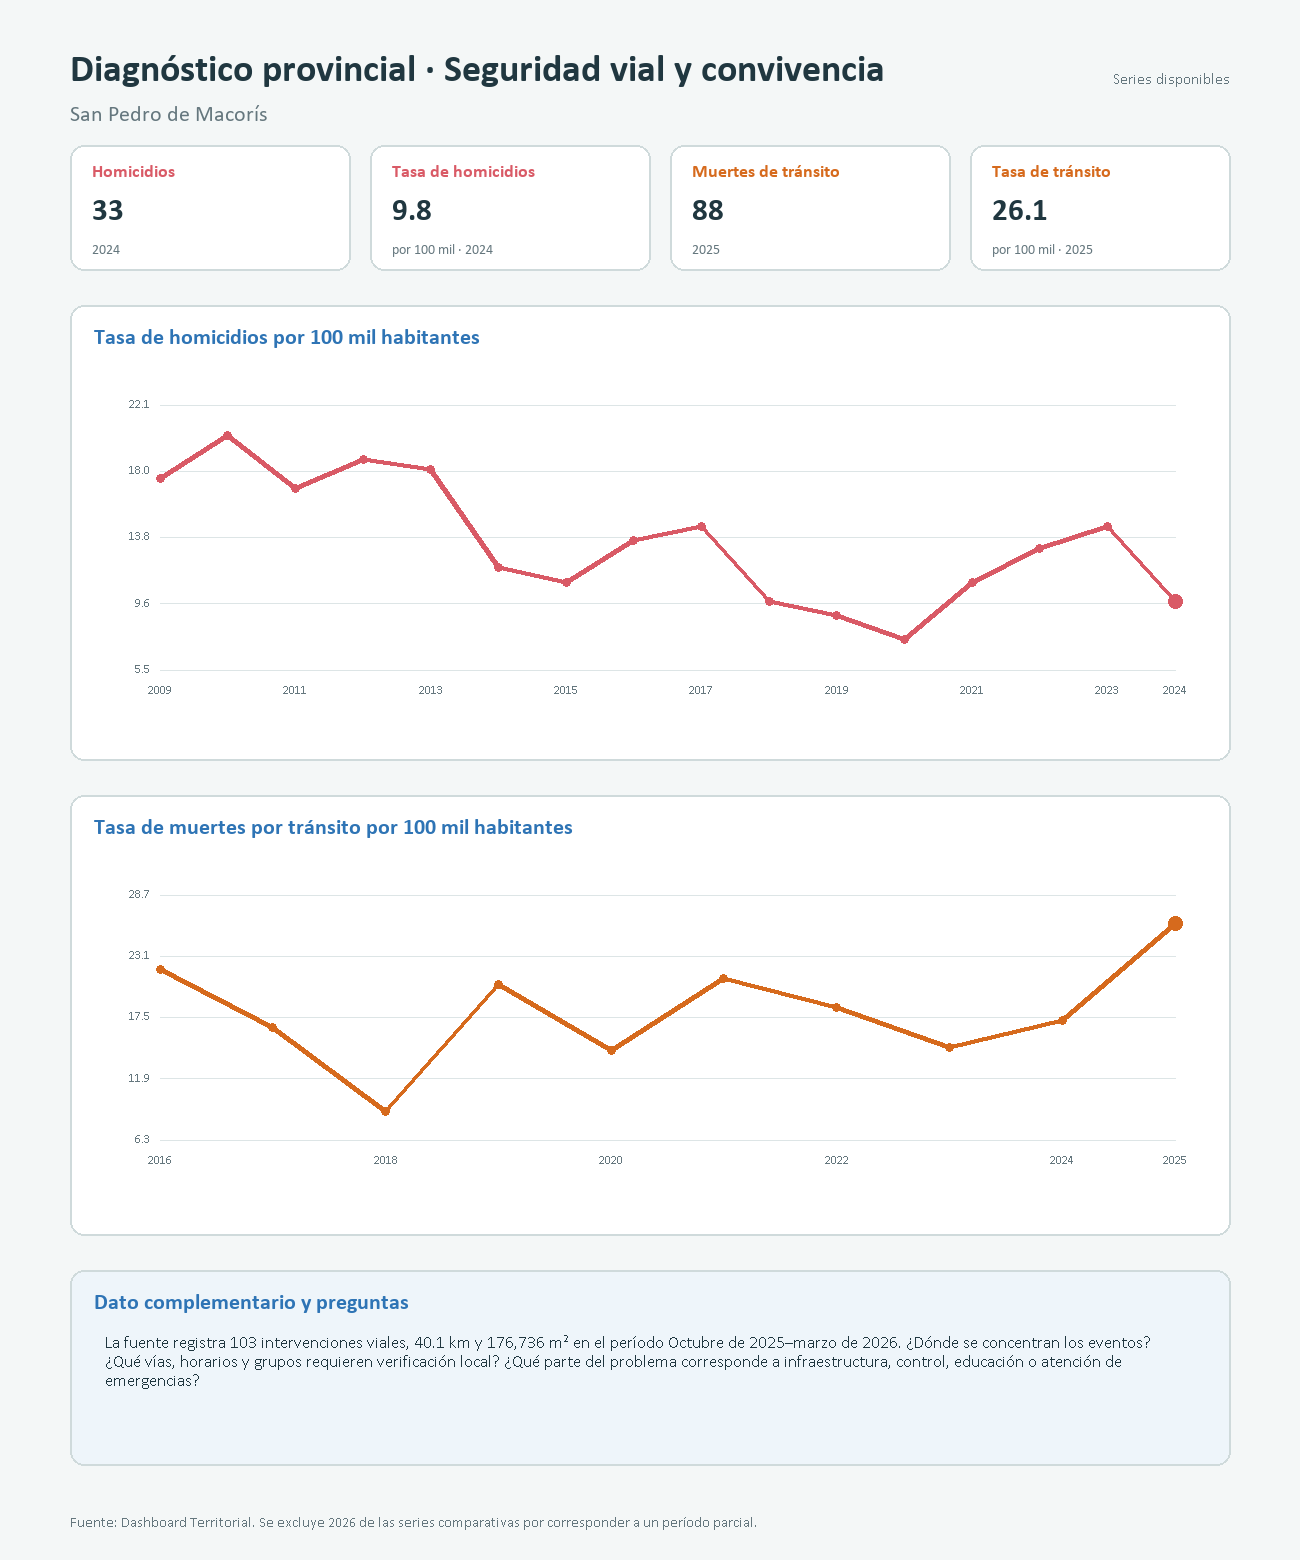 Diagnóstico provincial · Seguridad vial y convivencia
Series disponibles
San Pedro de Macorís
Homicidios
33
2024
Tasa de homicidios
9.8
por 100 mil · 2024
Muertes de tránsito
88
2025
Tasa de tránsito
26.1
por 100 mil · 2025
Tasa de homicidios por 100 mil habitantes
22.1
18.0
13.8
9.6
5.5
2009 2011 2013 2015 2017 2019 2021 2023 2024
Tasa de muertes por tránsito por 100 mil habitantes
28.7
23.1
17.5
11.9
6.3
2016 2018 2020 2022 2024 2025
Dato complementario y preguntas
La fuente registra 103 intervenciones viales, 40.1 km y 176,736 m² en el período Octubre de 2025–marzo de 2026. ¿Dónde se concentran los eventos?
¿Qué vías, horarios y grupos requieren verificación local? ¿Qué parte del problema corresponde a infraestructura, control, educación o atención de
emergencias?
Fuente: Dashboard Territorial. Se excluye 2026 de las series comparativas por corresponder a un período parcial.